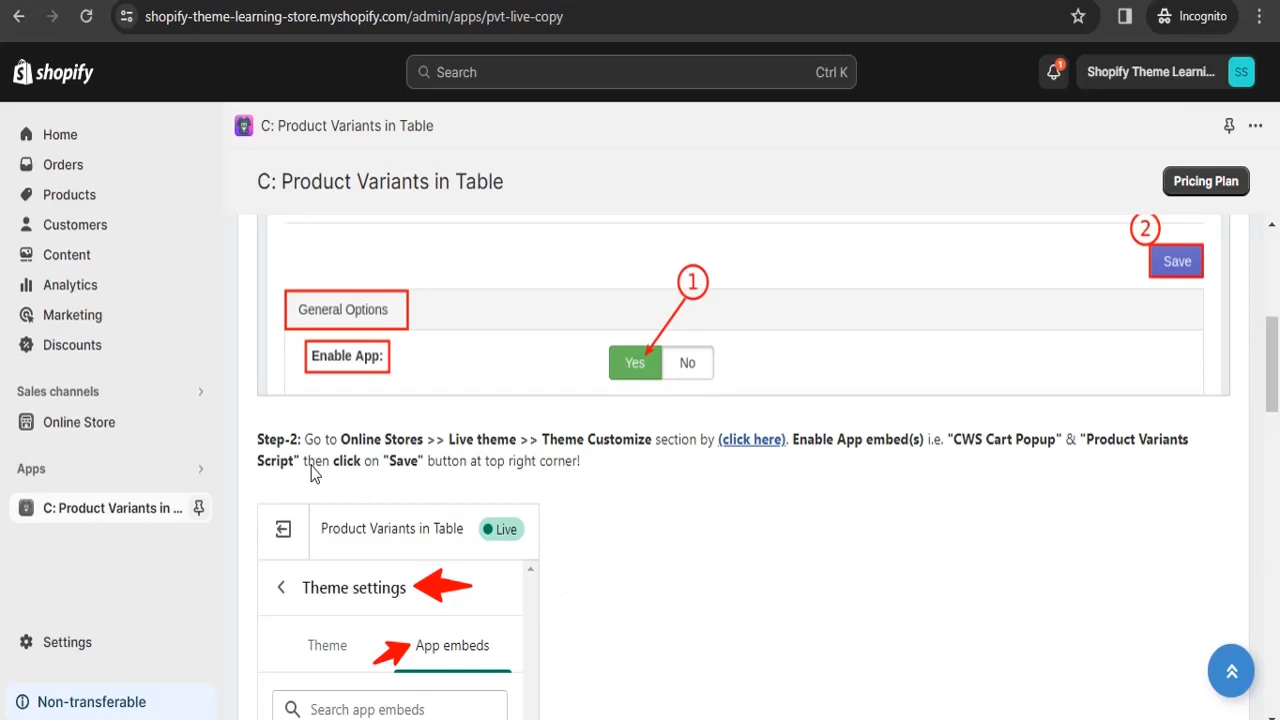 shopify-theme-learning-store.myshopify.com/admin/apps/pvt-live-copy
Incognito
shopify
Search
Ctrl K
1
Shopify Theme Learni...
SS
Home
Orders
Products
Customers
Content
Analytics
Marketing
Discounts
Sales channels
Online Store
Apps
C: Product Variants in ...
Settings
Non-transferable
C: Product Variants in Table
C: Product Variants in Table
Pricing Plan
2
Save
1
General Options
Enable App:
Yes
No
Step-2: Go to Online Stores >> Live theme >> Theme Customize section by (click here). Enable App embed(s) i.e. "CWS Cart Popup" & "Product Variants
Script" then click on "Save" button at top right corner!
Product Variants in Table
Live
Theme settings
Theme
App embeds
Search app embeds